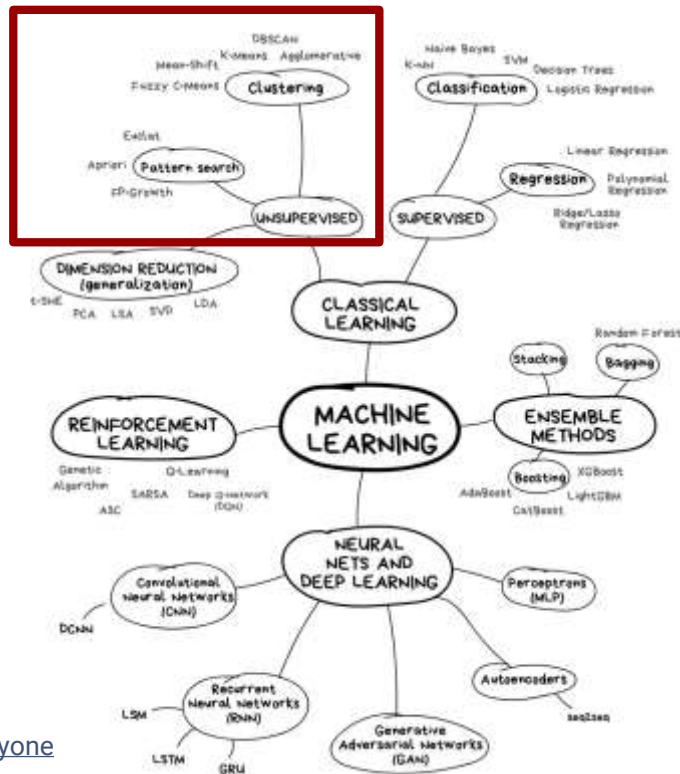 DBSCAN
K-Means Agglomerative
Mean-Shift
Fuzzy C-Means
Clustering
Eclat
Apriori
Pattern search
FP-Growth
UNSUPERVISED
Naive Bayes
K-NN
SVM
Decision Trees
Classification
Logistic Regression
Linear Regression
Regression
Polynomial
Regression
Ridge/Lasso
Regression
SUPERVISED
DIMENSION REDUCTION
(generalization)
t-SNE
PCA
LSA
SVD
LDA
CLASSICAL
LEARNING
Random Forest
Stacking
Bagging
MACHINE
LEARNING
REINFORCEMENT
LEARNING
Genetic
Algorithm
Q-Learning
SARSA
Deep Q-Network
(DQN)
A3C
ENSEMBLE
METHODS
Boosting
XGBoost
AdaBoost
LightGBM
CatBoost
NEURAL
NETS AND
DEEP LEARNING
Convolutional
Neural Networks
(CNN)
DCNN
Perceptrons
(MLP)
Recurrent
Neural Networks
(RNN)
LSM
LSTM
GRU
Autoencoders
seq2seq
Generative
Adversarial Networks
(GAN)
yone